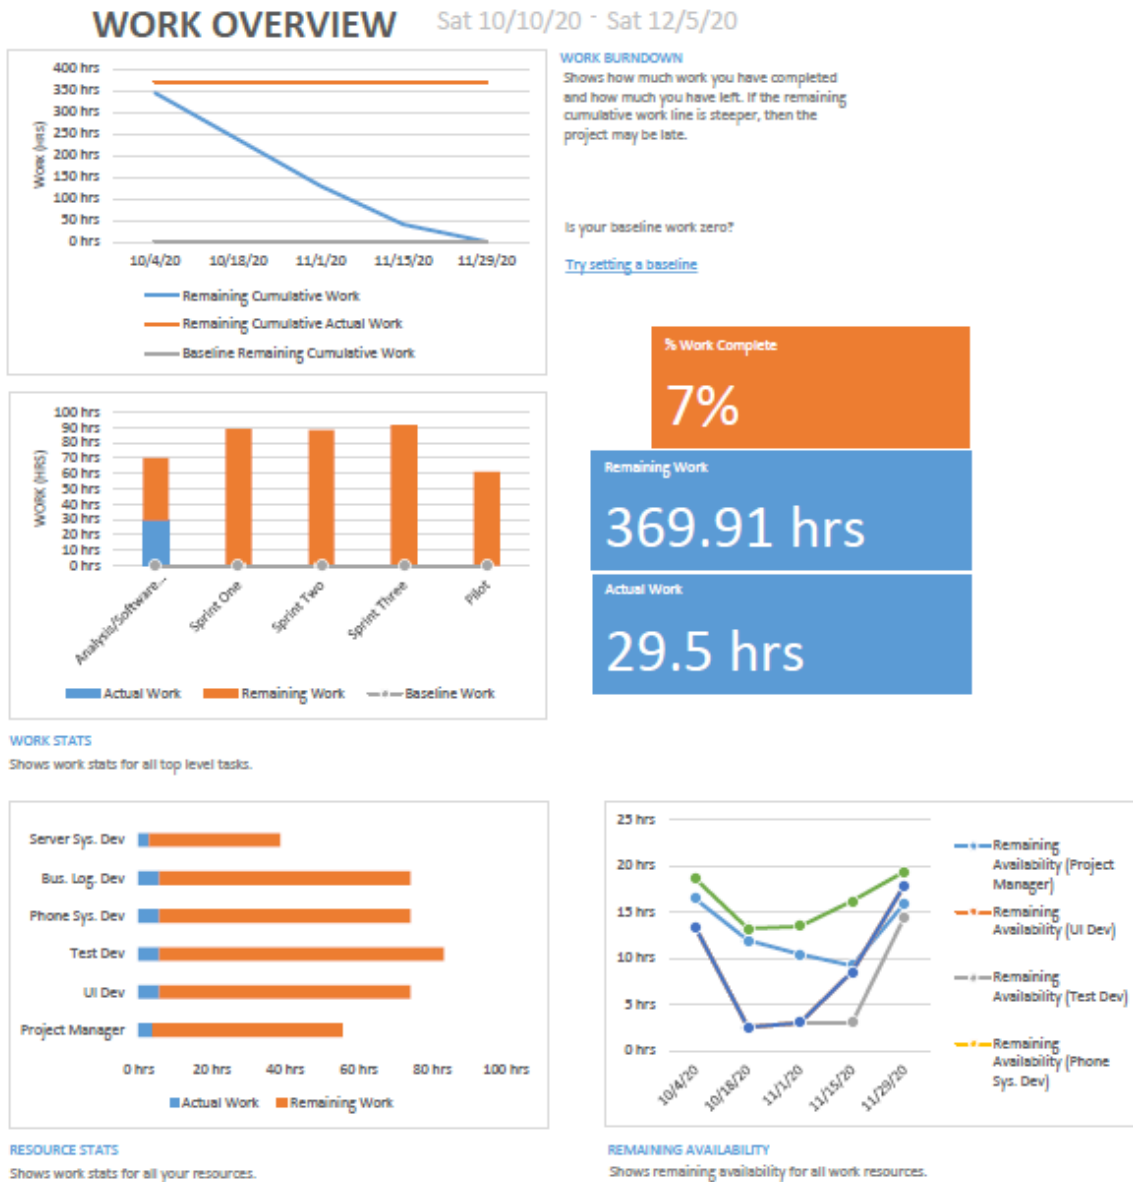 WORK OVERVIEW Sat 10/10/20 - Sat 12/5/20
WORK BURNDOWN
Shows how much work you have completed
and how much you have left. If the remaining
cumulative work line is steeper, then the
project may be late.
Is your baseline work zero?
Try setting a baseline
WORK (HRS)
400 hrs
350 hrs
300 hrs
250 hrs
200 hrs
150 hrs
100 hrs
50 hrs
0 hrs
10/4/20 10/18/20 11/1/20 11/15/20 11/29/20
Remaining Cumulative Work
Remaining Cumulative Actual Work
Baseline Remaining Cumulative Work
% Work Complete
7%
Remaining Work
369.91 hrs
Actual Work
29.5 hrs
WORK (HRS)
100 hrs
90 hrs
80 hrs
70 hrs
60 hrs
50 hrs
40 hrs
30 hrs
20 hrs
10 hrs
0 hrs
Analysis/Software... Sprint One Sprint Two Sprint Three Pilot
Actual Work Remaining Work Baseline Work
WORK STATS
Shows work stats for all top level tasks.
Server Sys. Dev
Bus. Log. Dev
Phone Sys. Dev
Test Dev
UI Dev
Project Manager
0 hrs 20 hrs 40 hrs 60 hrs 80 hrs 100 hrs
Actual Work Remaining Work
RESOURCE STATS
Shows work stats for all your resources.
25 hrs
20 hrs
15 hrs
10 hrs
5 hrs
0 hrs
10/4/20 10/18/20 11/1/20 11/15/20 11/29/20
Remaining
Availability (Project
Manager)
Remaining
Availability (UI Dev)
Remaining
Availability (Test Dev)
Remaining
Availability (Phone
Sys. Dev)
REMAINING AVAILABILITY
Shows remaining availability for all work resources.